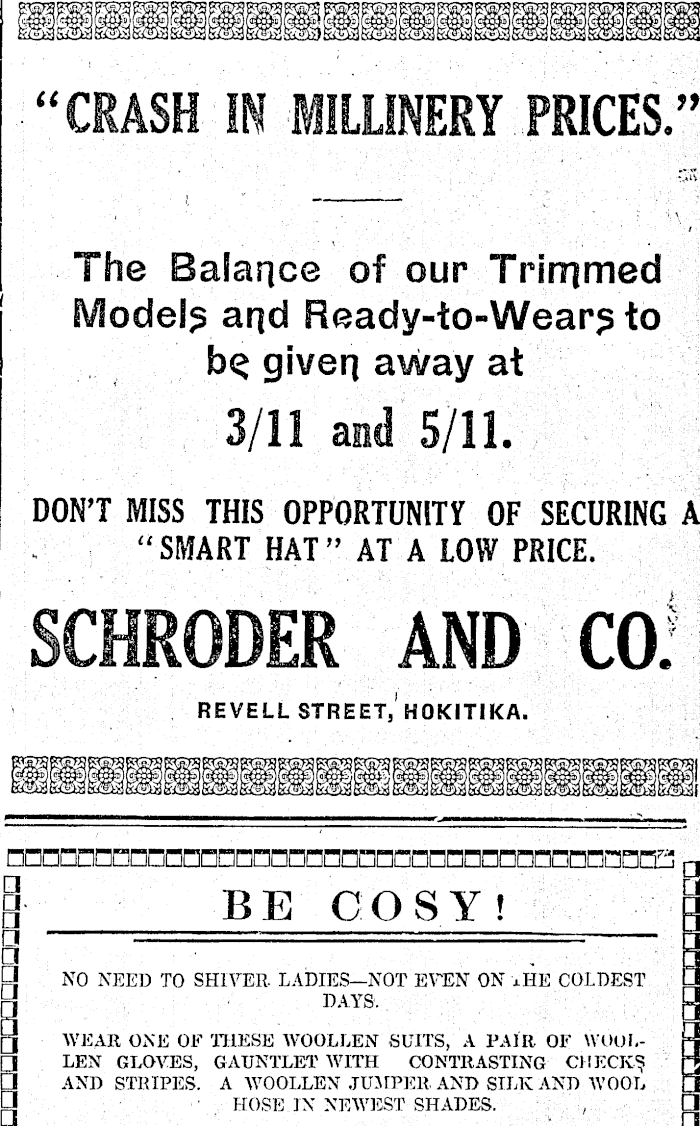 "CRASH IN MILLINERY PRICES."
The Balance of our Trimmed
Models and Ready-to-Wears to
be given away at
3/11 and 5/11.
DON'T MISS THIS OPPORTUNITY OF SECURING A
"SMART HAT" AT A LOW PRICE.
SCHRODER AND CO.
REVELL STREET, HOKITIKA.
BE COSY!
NO NEED TO SHIVER LADIES—NOT EVEN ON THE COLDEST
DAYS.
WEAR ONE OF THESE WOOLLEN SUITS, A PAIR OF WOOL-
LEN GLOVES, GAUNTLET WITH CONTRASTING CHECKS
AND STRIPES. A WOOLLEN JUMPER AND SILK AND WOOL
HOSE IN NEWEST SHADES.